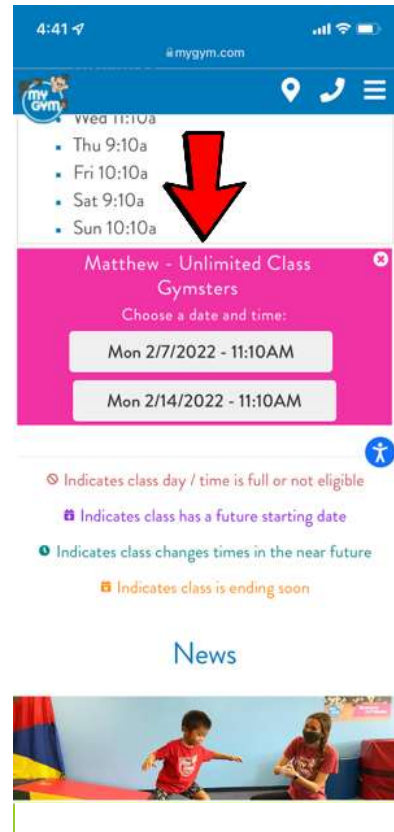 4:41
mygym.com
my
GYM
Wed 11:10a
Thu 9:10a
Fri 10:10a
Sat 9:10a
Sun 10:10a
Matthew - Unlimited Class
Gymsters
Choose a date and time:
Mon 2/7/2022 - 11:10AM
Mon 2/14/2022 - 11:10AM
Indicates class day / time is full or not eligible
Indicates class has a future starting date
Indicates class changes times in the near future
Indicates class is ending soon
News